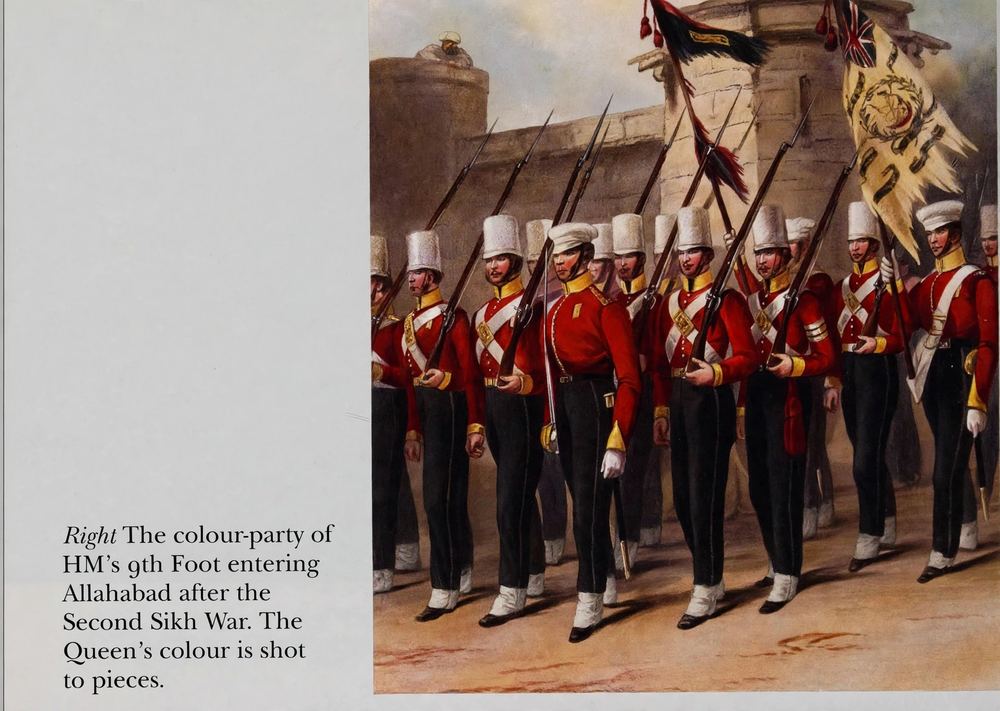 Right The colour-party of
HM's 9th Foot entering
Allahabad after the
Second Sikh War. The
Queen's colour is shot
to pieces.